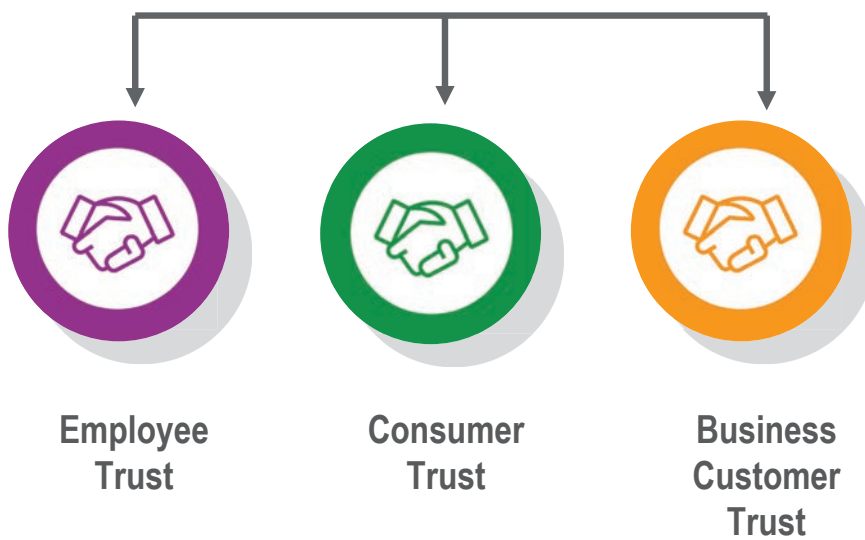 Employee
Trust
Consumer
Trust
Business
Customer
Trust